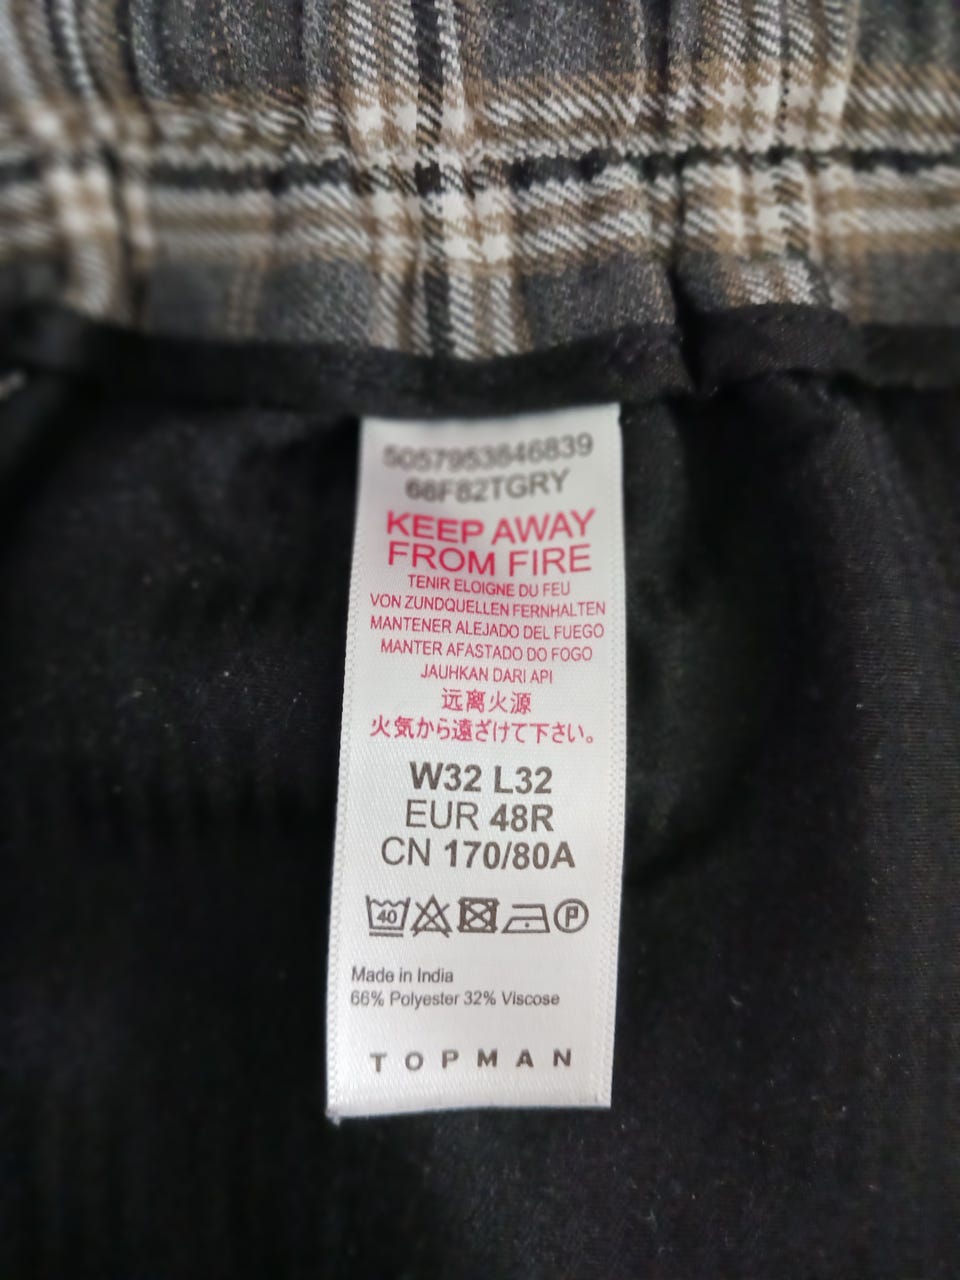 5057953846839
66F82TGRY
KEEP AWAY
FROM FIRE
TENIR ELOIGNE DU FEU
VON ZUNDQUELLEN FERNHALTEN
MANTENER ALEJADO DEL FUEGO
MANTER AFASTADO DO FOGO
JAUHKAN DARI API
远离火源
火気から遠ざけて下さい。
W32 L32
EUR 48R
CN 170/80A
40 P
Made in India
66% Polyester 32% Viscose
TOPMAN